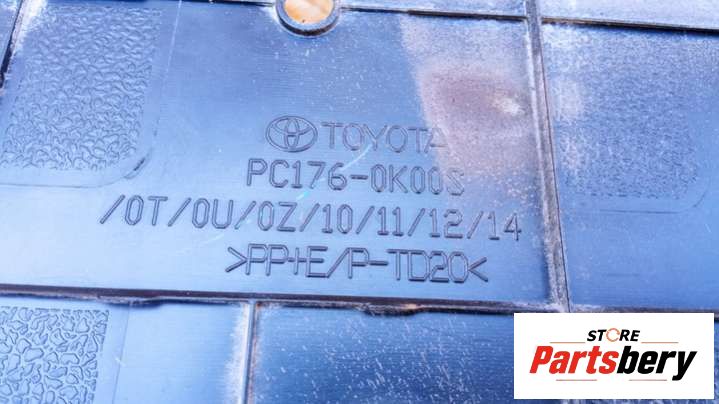 TOYOTA
PC176-0K00S
/0T/0U/0Z/10/11/12/14
>PP+E/P-TD20<
STORE
Partsbery